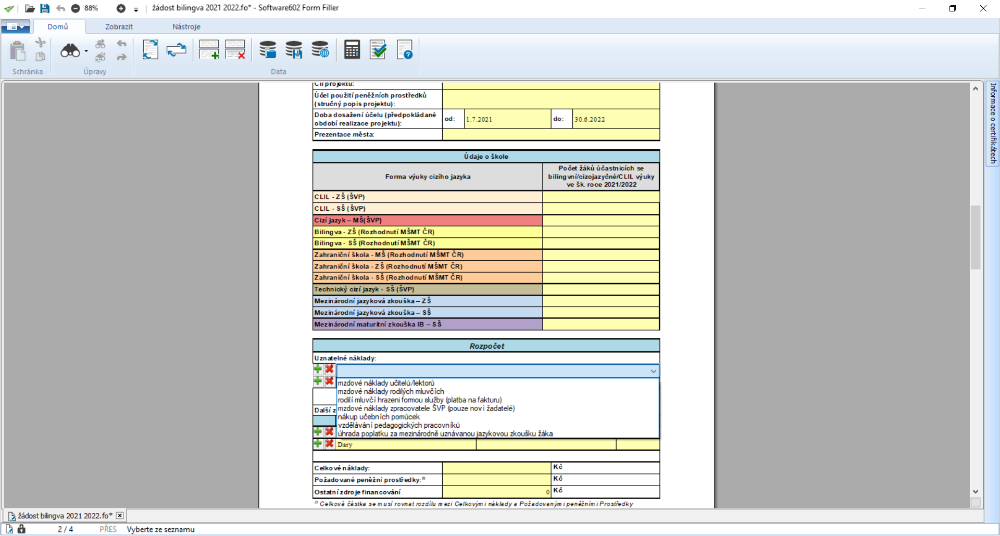 88%
žádost bilingva 2021 2022.fo* - Software602 Form Filler
Domů
Zobrazit
Nástroje
Schránka
Úpravy
Data
Informace o certifikátech
Cíl projektu:
Účel použití peněžních prostředků
(stručný popis projektu):
Doba dosažení účelu (předpokládané
období realizace projektu):
od:
1.7.2021
do:
30.6.2022
Prezentace města:
Údaje o škole
Forma výuky cizího jazyka
Počet žáků účastnících se
bilingvní/cizojazyčné/CLIL výuky
ve šk. roce 2021/2022
CLIL - ZŠ (ŠVP)
CLIL - SŠ (ŠVP)
Cizí jazyk – MŠ(ŠVP)
Bilingva - ZŠ (Rozhodnutí MŠMT ČR)
Bilingva - SŠ (Rozhodnutí MŠMT ČR)
Zahraniční škola - MŠ (Rozhodnutí MŠMT ČR)
Zahraniční škola - ZŠ (Rozhodnutí MŠMT ČR)
Zahraniční škola - SŠ (Rozhodnutí MŠMT ČR)
Technický cizí jazyk - SŠ (ŠVP)
Mezinárodní jazyková zkouška – ZŠ
Mezinárodní jazyková zkouška – SŠ
Mezinárodní maturitní zkouška IB – SŠ
Rozpočet
Uznatelné náklady:
mzdové náklady učitelů/lektorů
mzdové náklady rodilých mluvčích
rodilí mluvčí hrazeni formou služby (platba na fakturu)
mzdové náklady zpracovatele ŠVP (pouze noví žadatelé)
nákup učebních pomůcek
vzdělávání pedagogických pracovníků
úhrada poplatku za mezinárodně uznávanou jazykovou zkoušku žáka
Další z
Dary
Celkové náklady:
Kč
Požadované peněžní prostředky:²⁾
Kč
Ostatní zdroje financování
0
Kč
²⁾ Celková částka se musí rovnat rozdílu mezi Celkovými náklady a Požadovanými peněžními Prostředky
žádost bilingva 2021 2022.fo*
2 / 4
PŘES
Vyberte ze seznamu